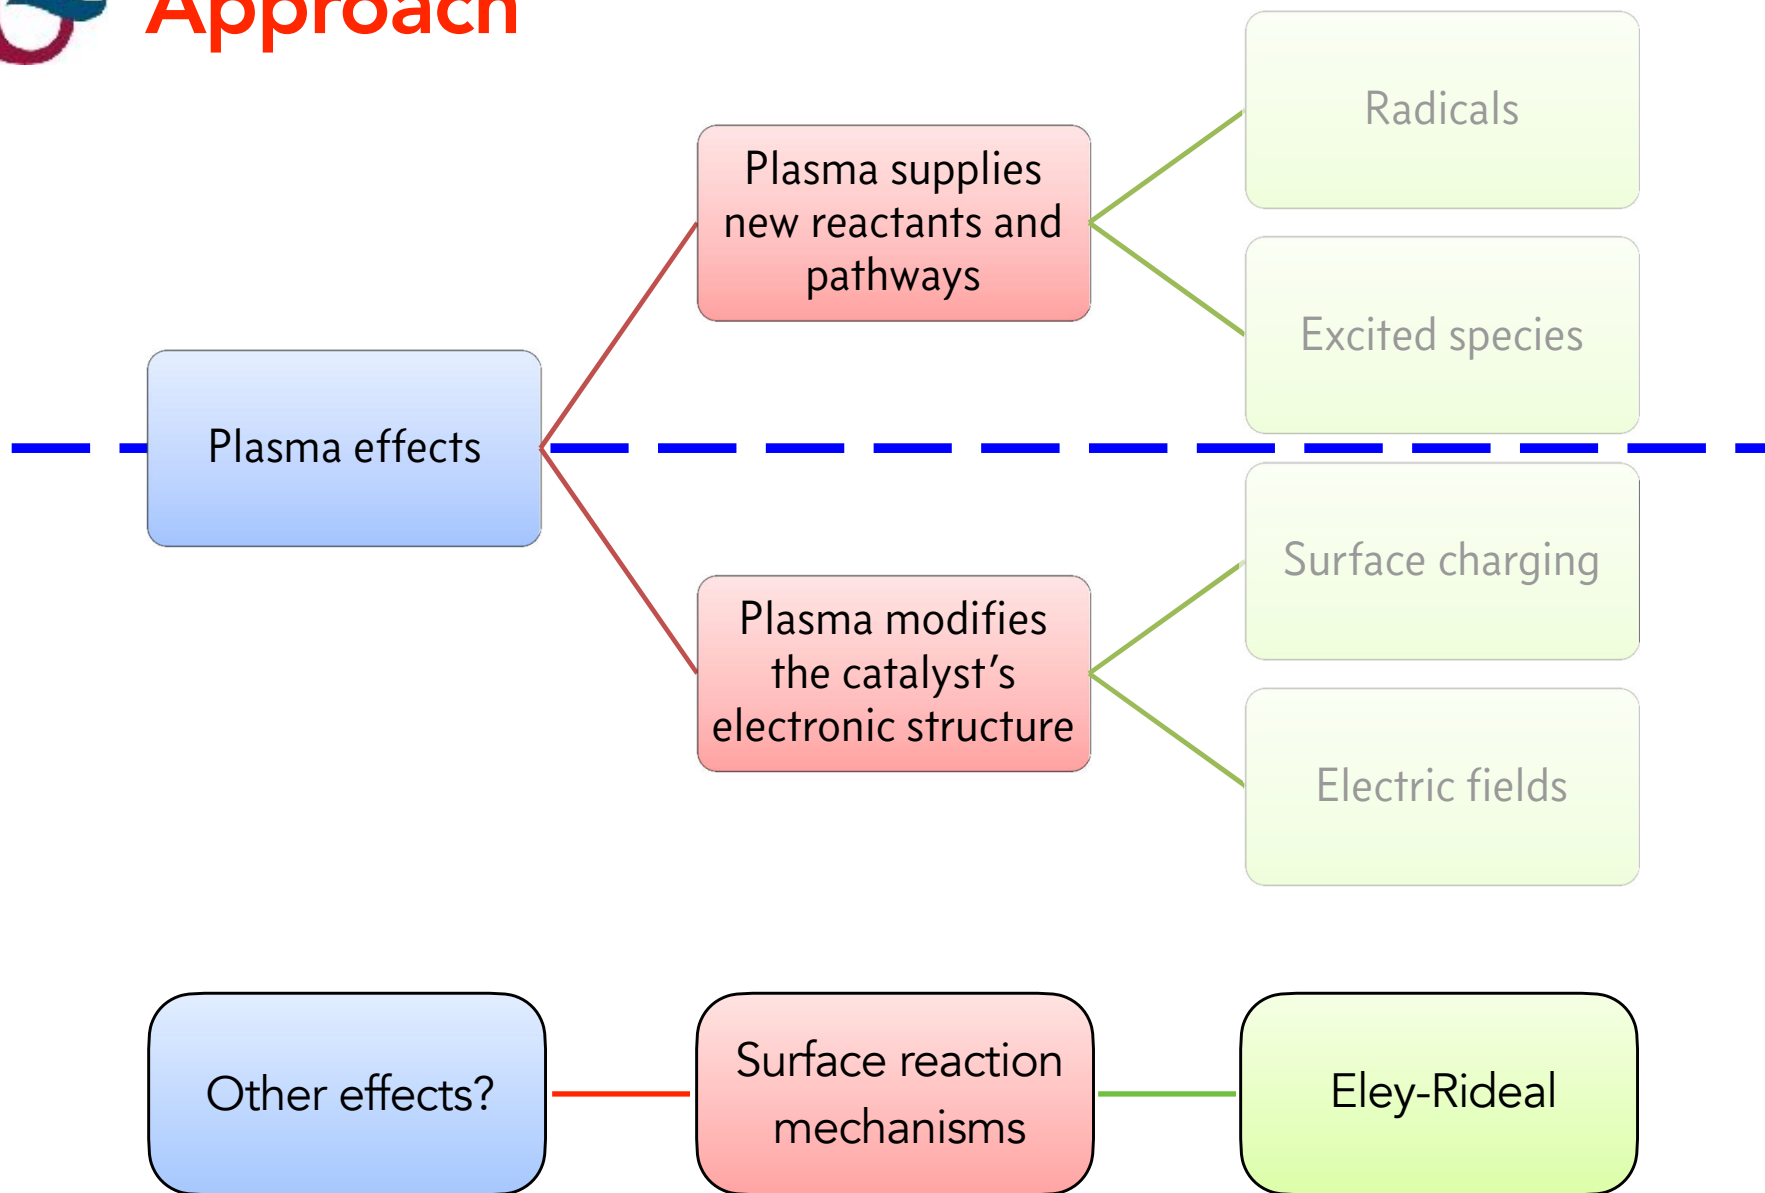 Approach
Radicals
Plasma supplies
new reactants and
pathways
Excited species
Plasma effects
Surface charging
Plasma modifies
the catalyst’s
electronic structure
Electric fields
Other effects?
Surface reaction
mechanisms
Eley-Rideal